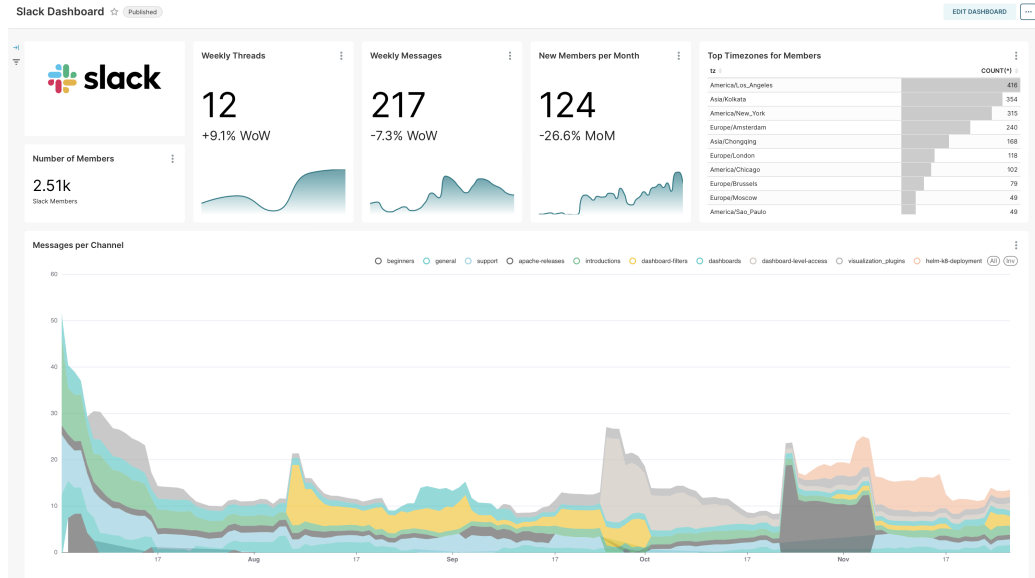 Slack Dashboard
Published
EDIT DASHBOARD
slack
Number of Members
2.51k
Slack Members
Weekly Threads
12
+9.1% WoW
Weekly Messages
217
-7.3% WoW
New Members per Month
124
-26.6% MoM
Top Timezones for Members
tz COUNT(*)
America/Los_Angeles 416
Asia/Kolkata 354
America/New_York 315
Europe/Amsterdam 240
Asia/Chongqing 168
Europe/London 118
America/Chicago 102
Europe/Brussels 79
Europe/Moscow 49
America/Sao_Paulo 49
Messages per Channel
beginners general support apache-releases introductions dashboard-filters dashboards dashboard-level-access visualization_plugins helm-k8-deployment All Inv
60
50
40
30
20
10
0
17 Aug 17 Sep 17 Oct 17 Nov 17